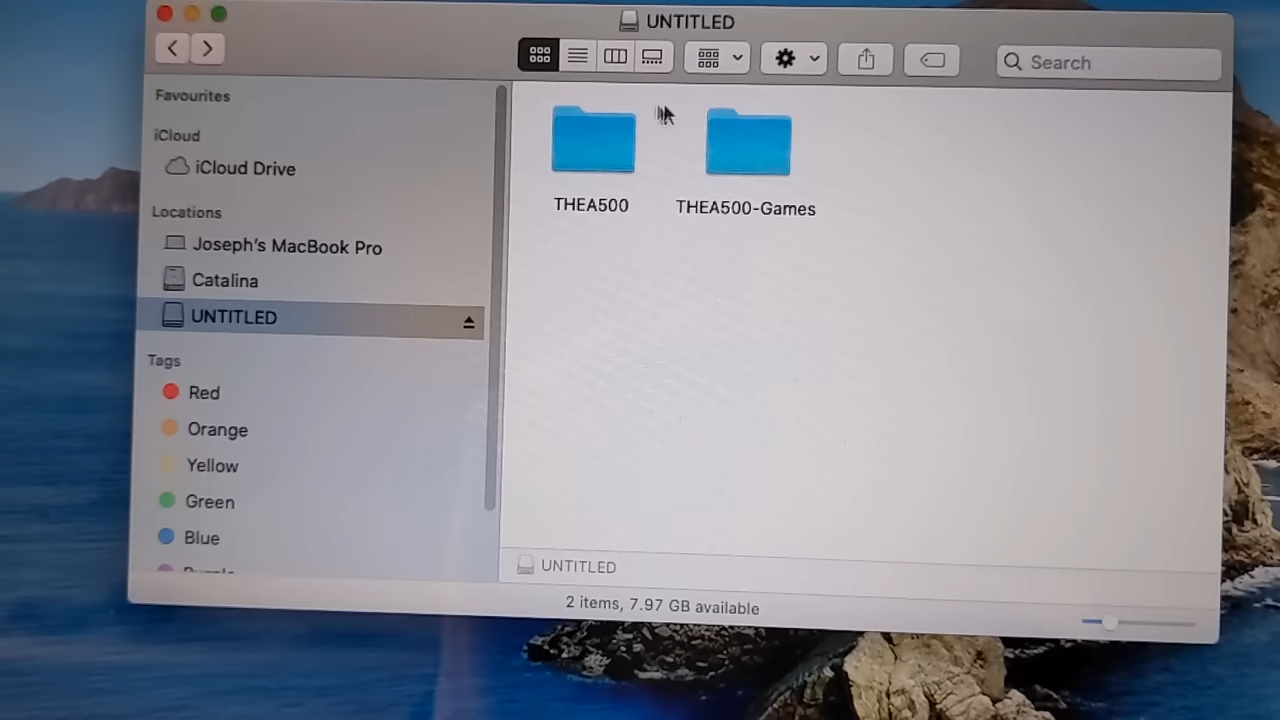 UNTITLED
Search
Favourites
iCloud
iCloud Drive
Locations
Joseph's MacBook Pro
Catalina
UNTITLED
Tags
Red
Orange
Yellow
Green
Blue
THEA500
THEA500-Games
UNTITLED
2 items, 7.97 GB available